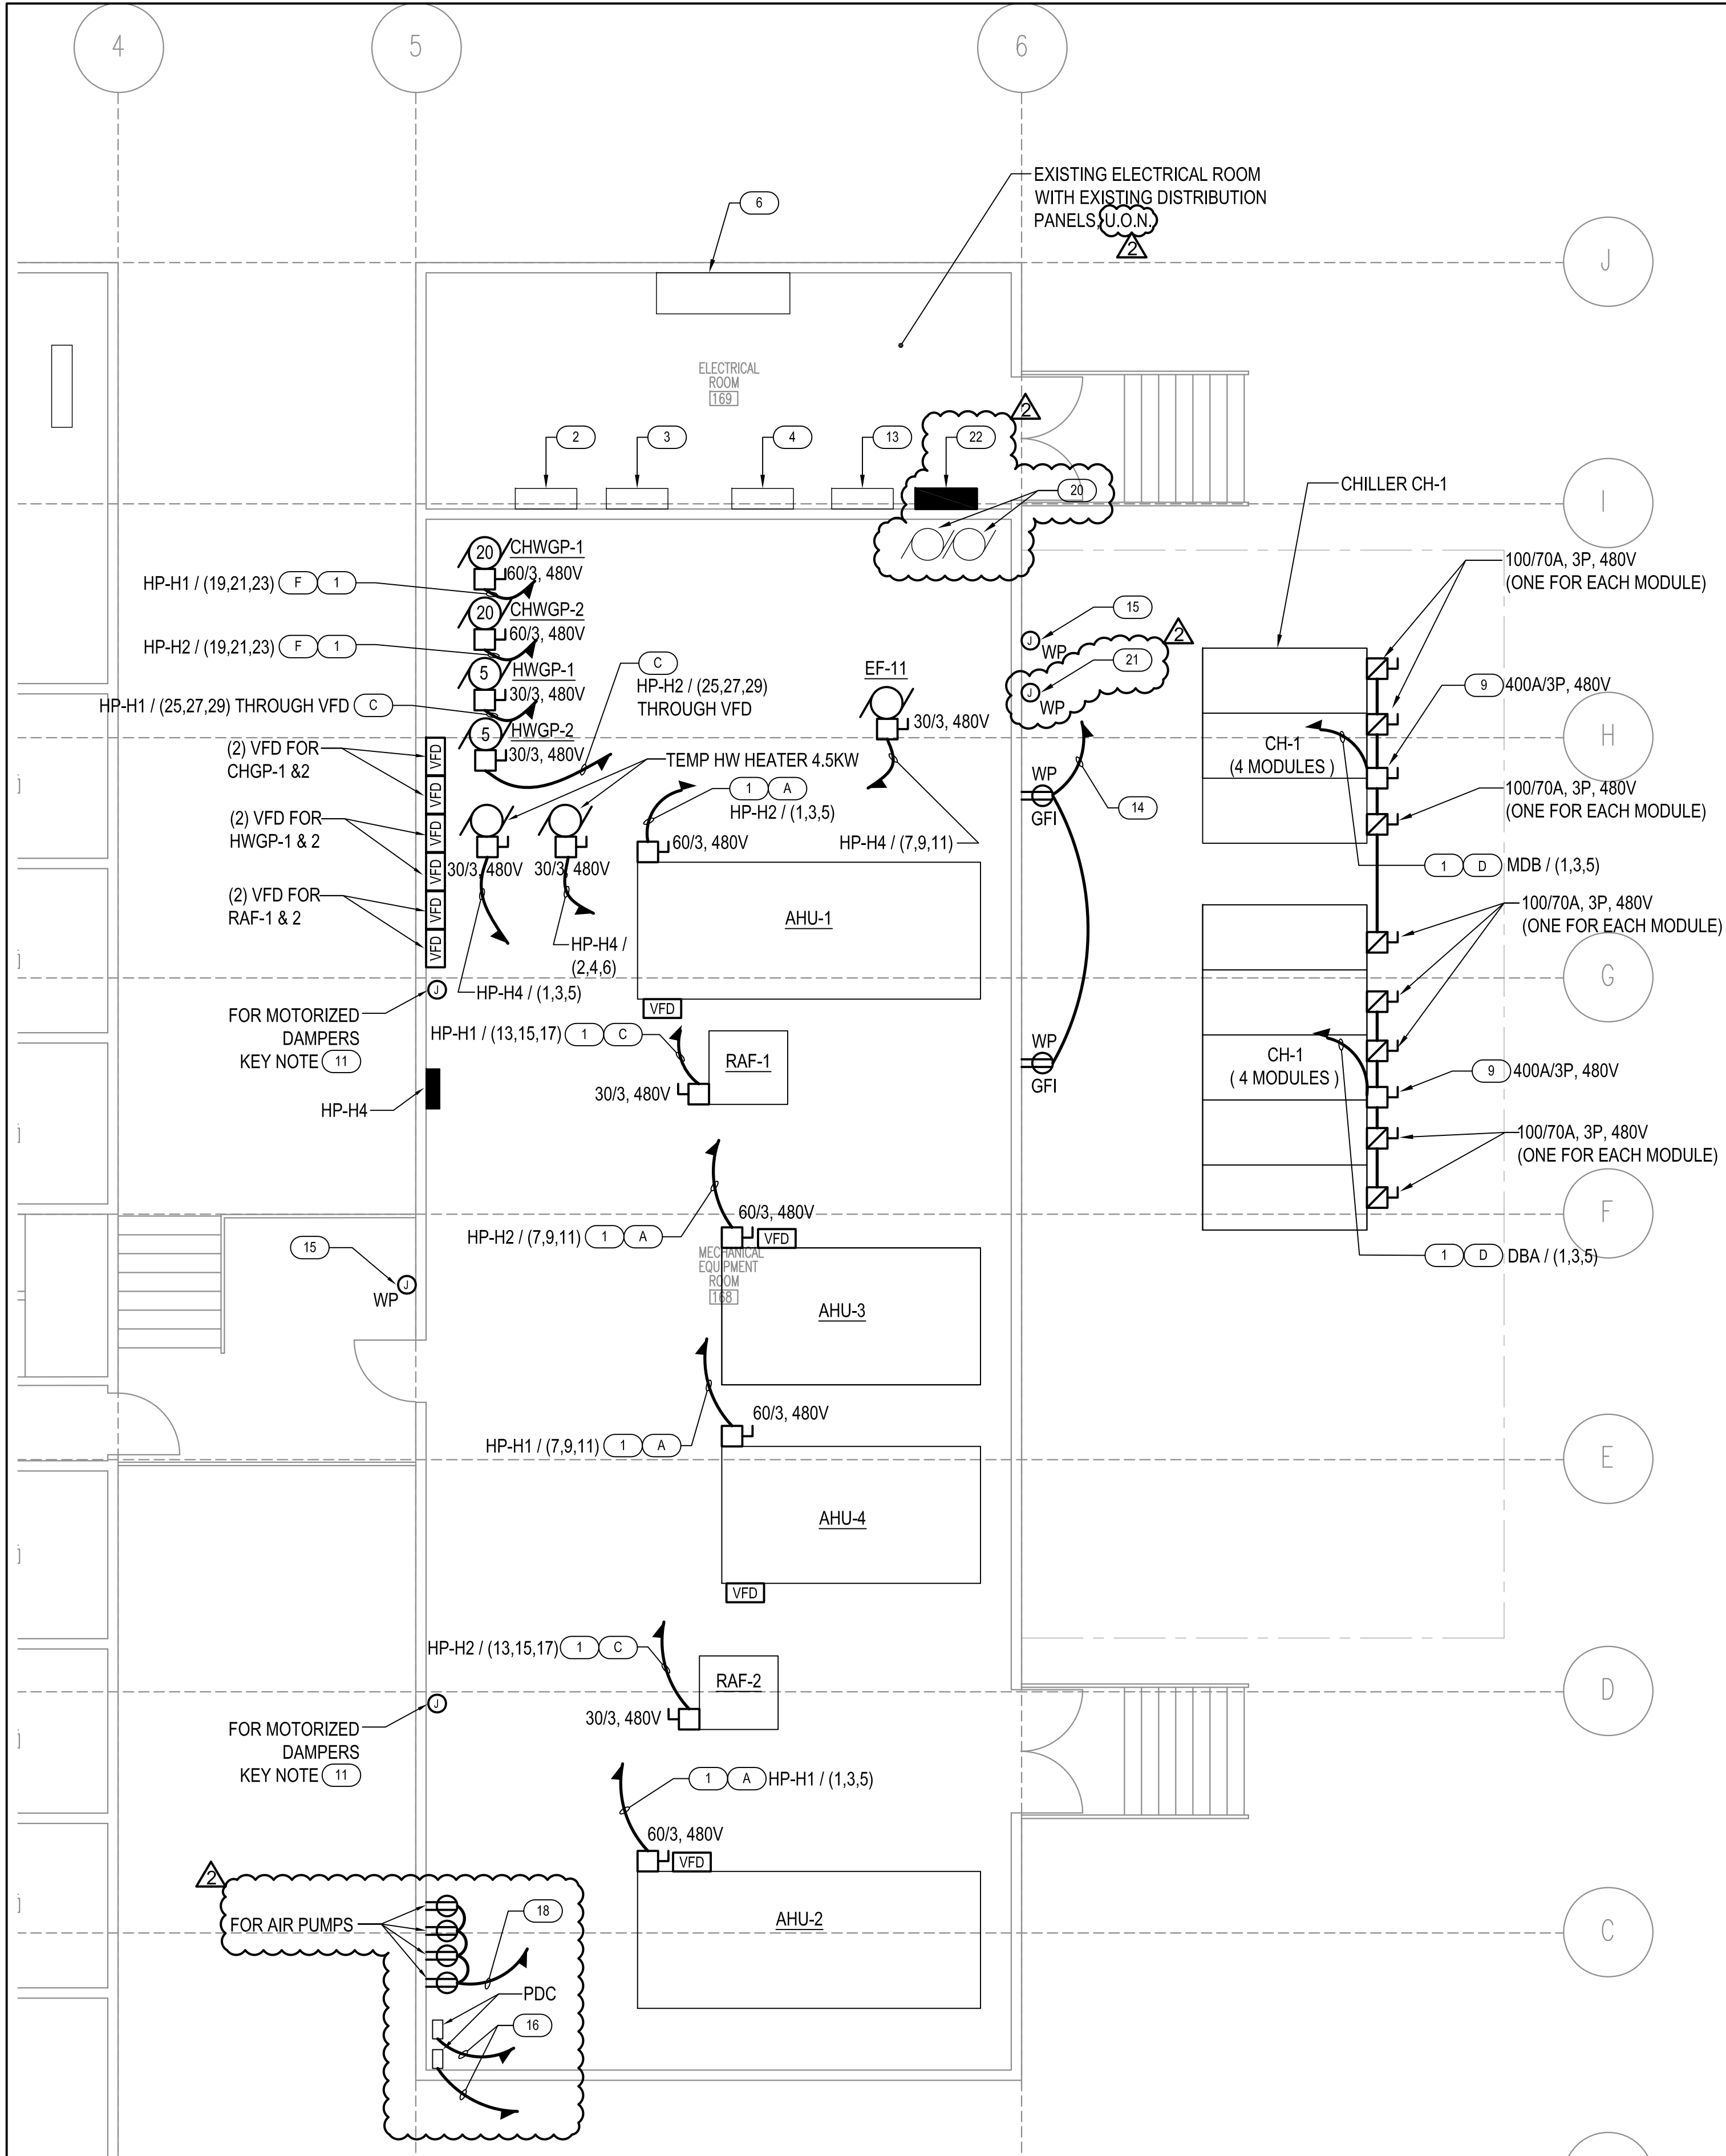 4
5
6
EXISTING ELECTRICAL ROOM
WITH EXISTING DISTRIBUTION
PANELS, U.O.N.
2
6
J
ELECTRICAL
ROOM
169
2
2
3
4
13
22
20
CHILLER CH-1
I
20 CHWGP-1
60/3, 480V
HP-H1 / (19,21,23) F 1
20 CHWGP-2
60/3, 480V
HP-H2 / (19,21,23) F 1
5 HWGP-1
30/3, 480V
HP-H1 / (25,27,29) THROUGH VFD C
5 HWGP-2
30/3, 480V
C
HP-H2 / (25,27,29)
THROUGH VFD
EF-11
30/3, 480V
J
WP
15
2
J
WP
21
100/70A, 3P, 480V
(ONE FOR EACH MODULE)
9 400A/3P, 480V
H
CH-1
(4 MODULES )
100/70A, 3P, 480V
(ONE FOR EACH MODULE)
1 D MDB / (1,3,5)
(2) VFD FOR
CHGP-1 &2
VFD
VFD
(2) VFD FOR
HWGP-1 & 2
VFD
VFD
(2) VFD FOR
RAF-1 & 2
VFD
VFD
TEMP HW HEATER 4.5KW
1 A
HP-H2 / (1,3,5)
60/3, 480V
HP-H4 / (7,9,11)
WP
GFI
14
30/3, 480V
30/3, 480V
AHU-1
HP-H4 /
(2,4,6)
HP-H4 / (1,3,5)
VFD
100/70A, 3P, 480V
(ONE FOR EACH MODULE)
G
J
FOR MOTORIZED
DAMPERS
KEY NOTE 11
HP-H4
HP-H1 / (13,15,17) 1 C
RAF-1
30/3, 480V
WP
GFI
CH-1
( 4 MODULES )
9 400A/3P, 480V
100/70A, 3P, 480V
(ONE FOR EACH MODULE)
F
1 D DBA / (1,3,5)
60/3, 480V
HP-H2 / (7,9,11) 1 A
VFD
MECHANICAL
EQUIPMENT
ROOM
168
15
J
WP
AHU-3
60/3, 480V
HP-H1 / (7,9,11) 1 A
E
AHU-4
VFD
HP-H2 / (13,15,17) 1 C
RAF-2
30/3, 480V
D
J
FOR MOTORIZED
DAMPERS
KEY NOTE 11
1 A HP-H1 / (1,3,5)
60/3, 480V
VFD
2
FOR AIR PUMPS
18
AHU-2
C
PDC
16